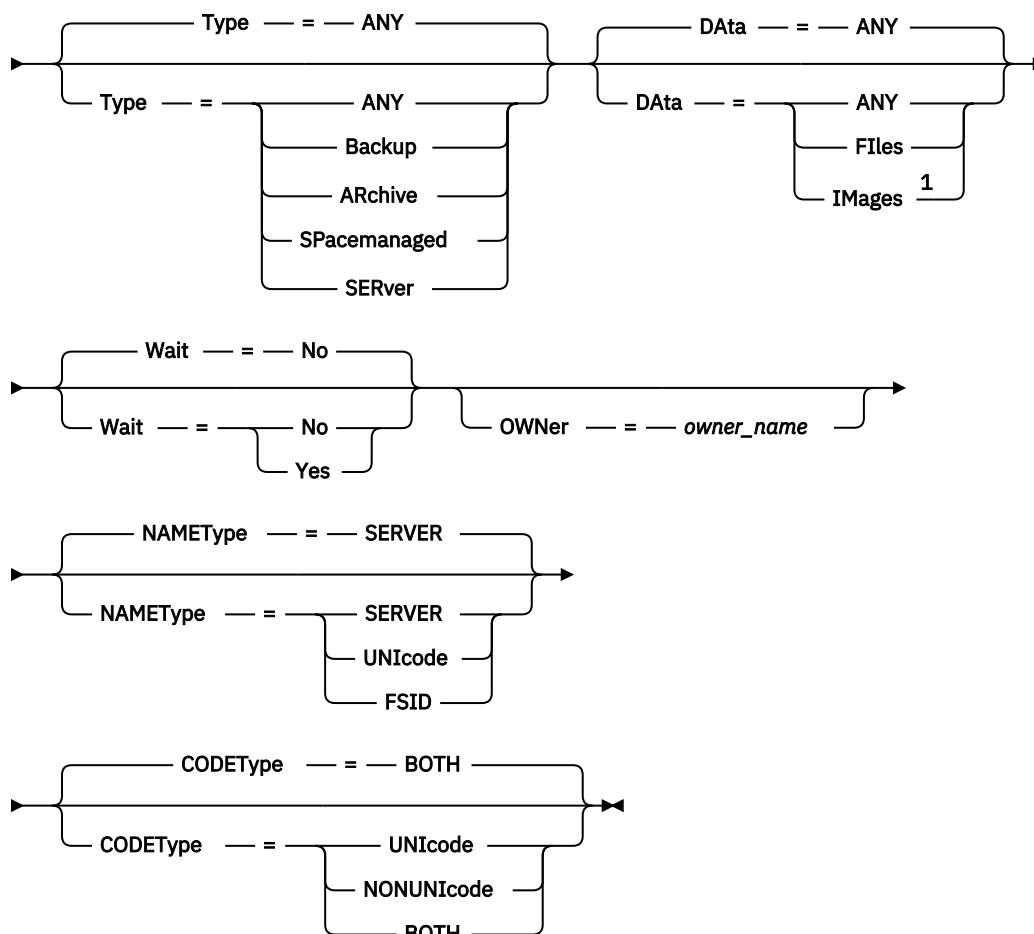 Type = ANY DAta = ANY
Type = ANY DAta = ANY
Backup FIles
ARchive IMages 1
SPacemanaged
SERver
Wait = No
Wait = No OWNer = owner_name
Yes
NAMEType = SERVER
NAMEType = SERVER
UNIcode
FSID
CODEType = BOTH
CODEType = UNIcode
NONUNIcode
BOTH